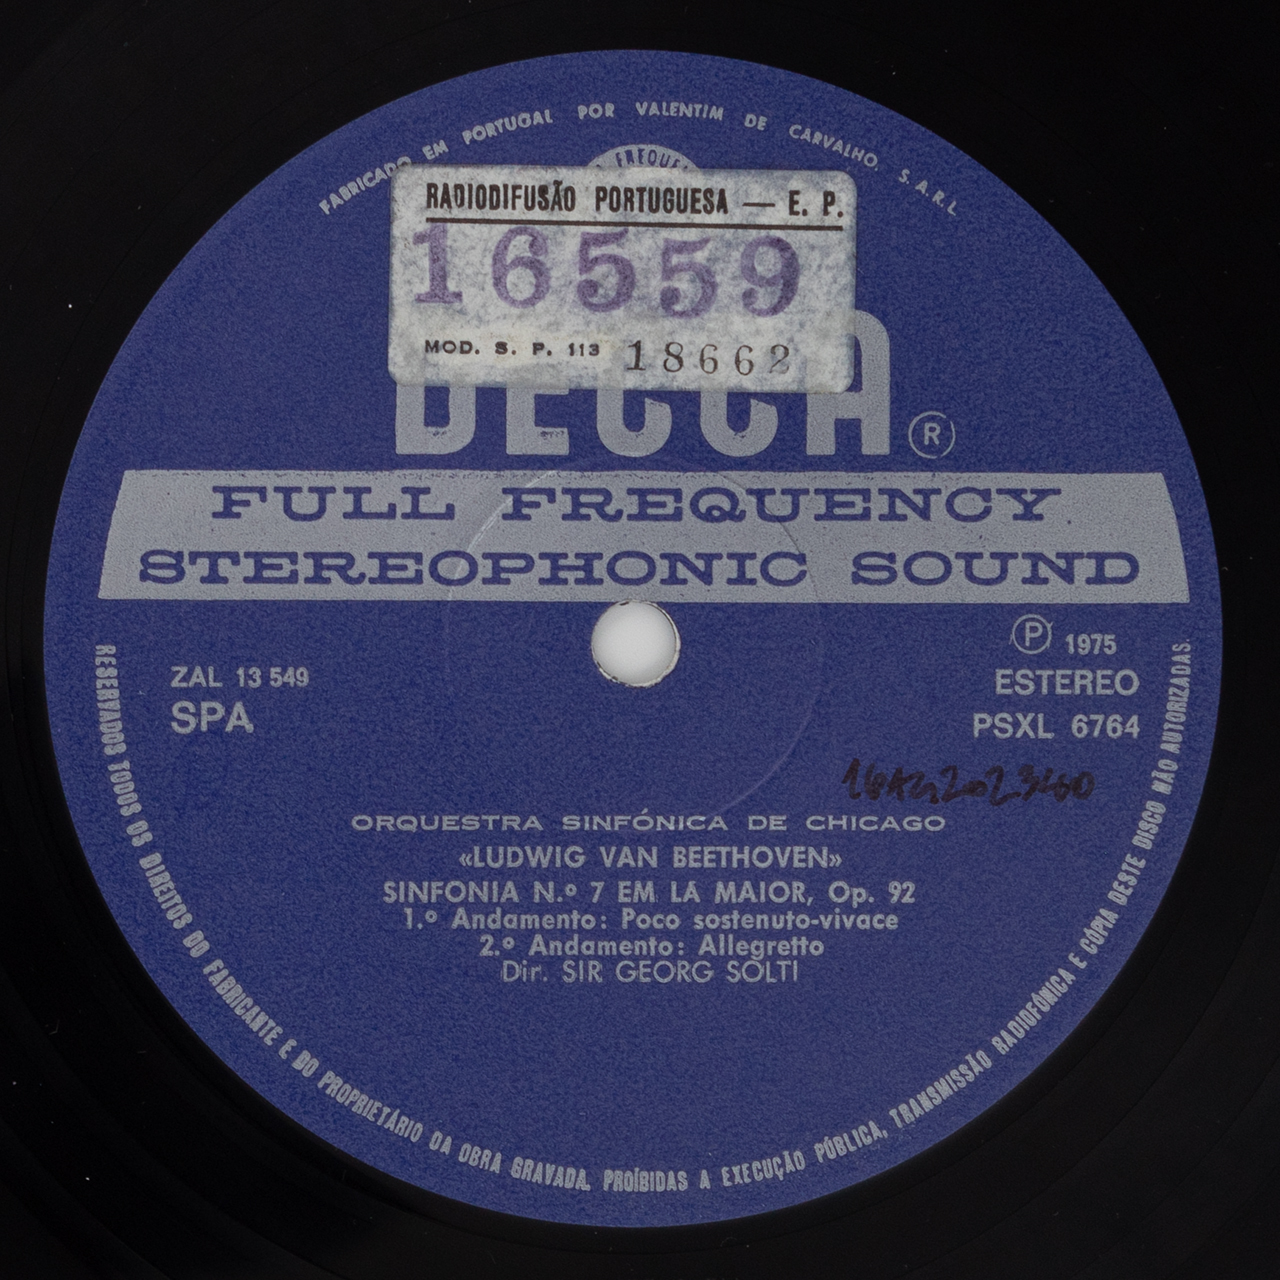 FABRICADO EM PORTUGAL POR VALENTIM DE CARVALHO. S.A.R.L
RADIODIFUSÃO PORTUGUESA — E. P.
16559
MOD. S. P. 113 18662
DECCA ®
FULL FREQUENCY
STEREOPHONIC SOUND
ZAL 13 549
SPA
Ⓟ 1975
ESTEREO
PSXL 6764
ORQUESTRA SINFÓNICA DE CHICAGO
«LUDWIG VAN BEETHOVEN»
SINFONIA N.º 7 EM LÁ MAIOR, Op. 92
1.º Andamento: Poco sostenuto-vivace
2.º Andamento: Allegretto
Dir. SIR GEORG SOLTI
RESERVADOS TODOS OS DIREITOS DO FABRICANTE E DO PROPRIETÁRIO DA OBRA GRAVADA. PROÍBIDAS A EXECUÇÃO PÚBLICA, TRANSMISSÃO RADIOFÓNICA E CÓPIA DESTE DISCO NÃO AUTORIZADAS.